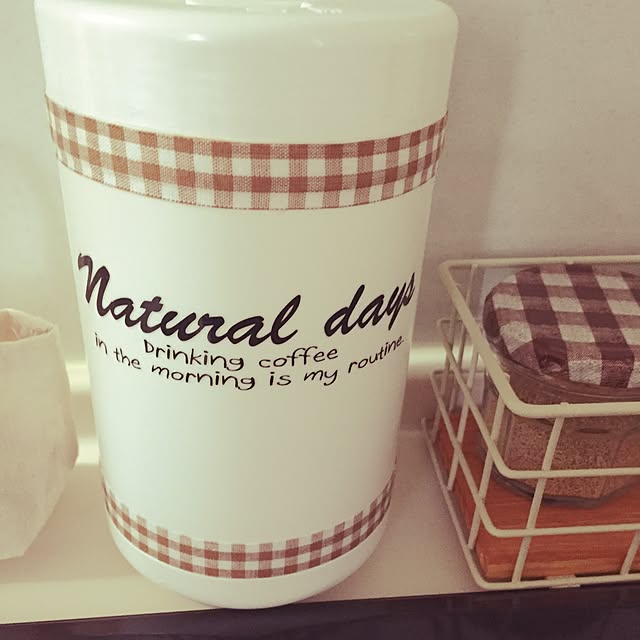 Natural days
Drinking coffee
in the morning is my routine.